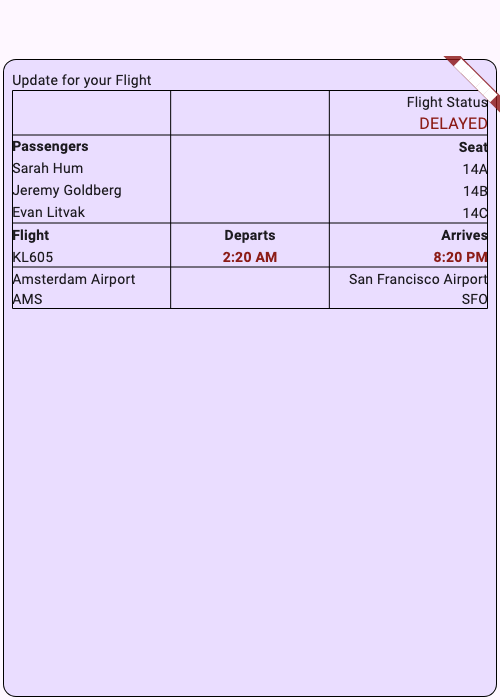 Update for your Flight
Flight Status
DELAYED
Passengers Seat
Sarah Hum 14A
Jeremy Goldberg 14B
Evan Litvak 14C
Flight Departs Arrives
KL605 2:20 AM 8:20 PM
Amsterdam Airport San Francisco Airport
AMS SFO